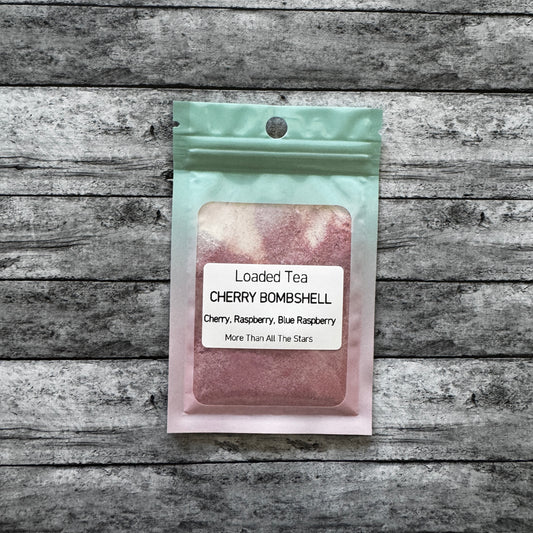 Loaded Tea
CHERRY BOMBSHELL
Cherry, Raspberry, Blue Raspberry
More Than All The Stars